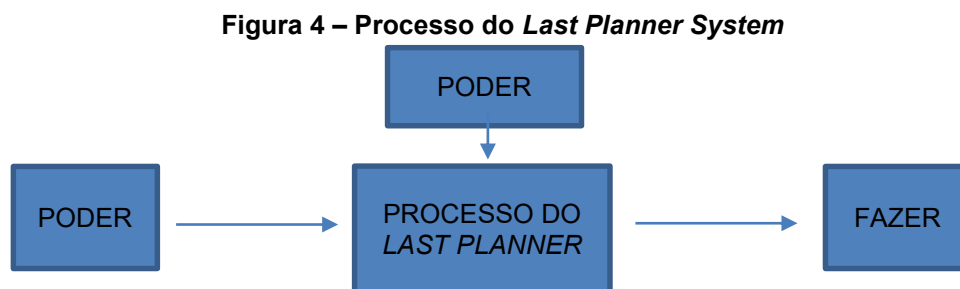 Figura 4 – Processo do Last Planner System
PODER
PODER
PROCESSO DO
LAST PLANNER
FAZER